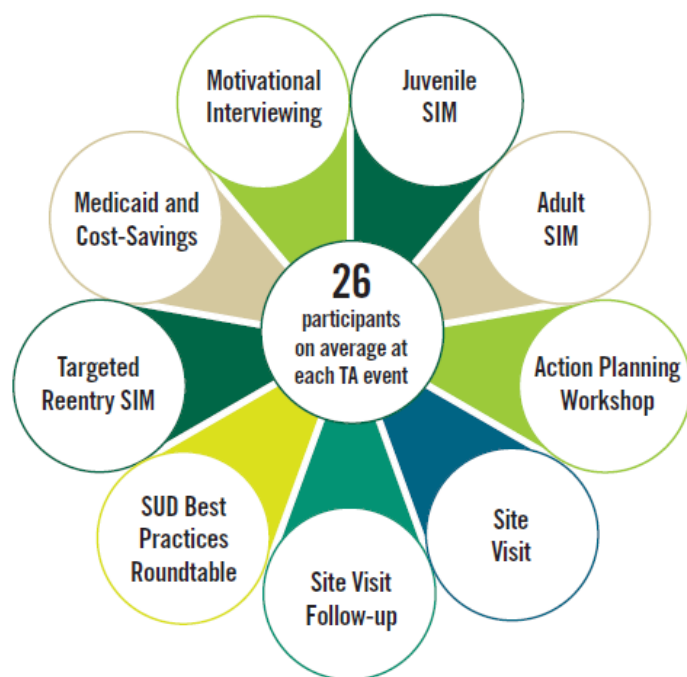 Motivational
Interviewing
Juvenile
SIM
Adult
SIM
Action Planning
Workshop
Site
Visit
Site Visit
Follow-up
SUD Best
Practices
Roundtable
Targeted
Reentry SIM
Medicaid and
Cost-Savings
26
participants
on average at
each TA event